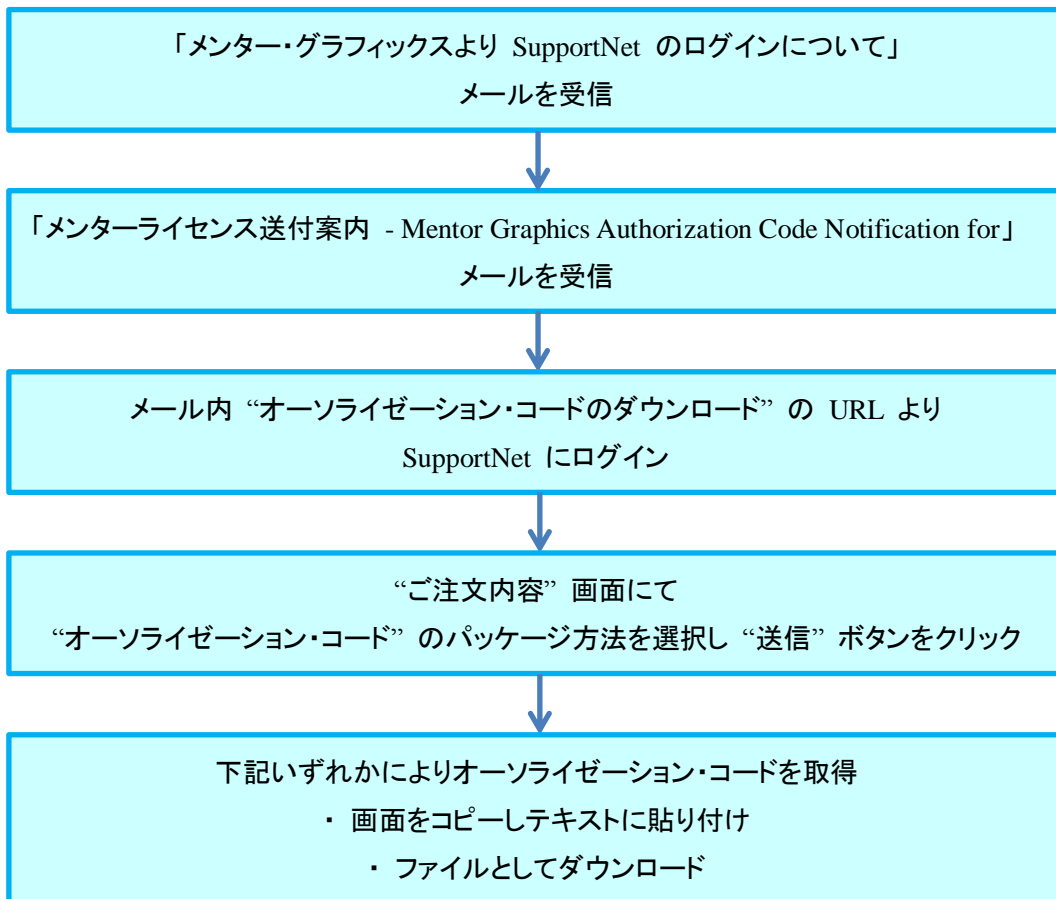 「メンター・グラフィックスより SupportNet のログインについて」
メールを受信
「メンターライセンス送付案内 - Mentor Graphics Authorization Code Notification for」
メールを受信
メール内 “オーソライゼーション・コードのダウンロード” の URL より
SupportNet にログイン
“ご注文内容” 画面にて
“オーソライゼーション・コード” のパッケージ方法を選択し “送信” ボタンをクリック
下記いずれかによりオーソライゼーション・コードを取得
・ 画面をコピーしテキストに貼り付け
・ ファイルとしてダウンロード